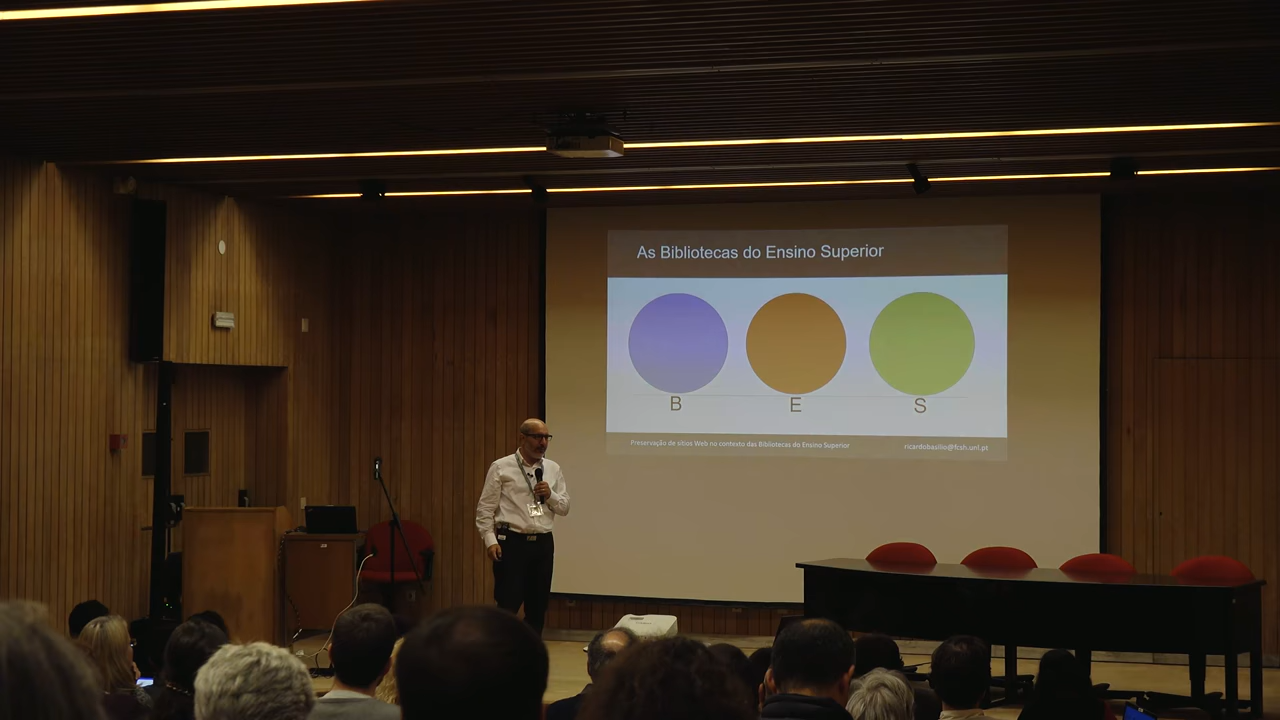 As Bibliotecas do Ensino Superior
B E S
Preservação de sítios Web no contexto das Bibliotecas do Ensino Superior
ricardobasilio@fcsh.unl.pt